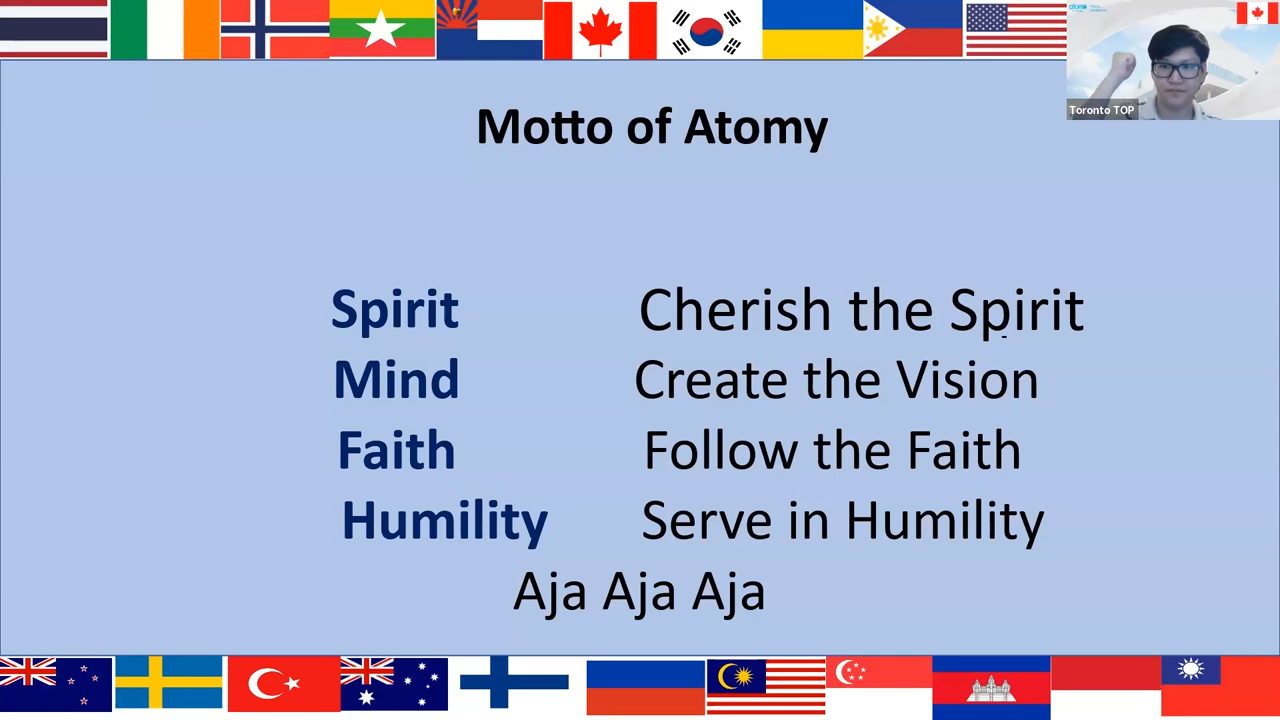 Motto of Atomy
Toronto TOP
Spirit Cherish the Spirit
Mind Create the Vision
Faith Follow the Faith
Humility Serve in Humility
Aja Aja Aja